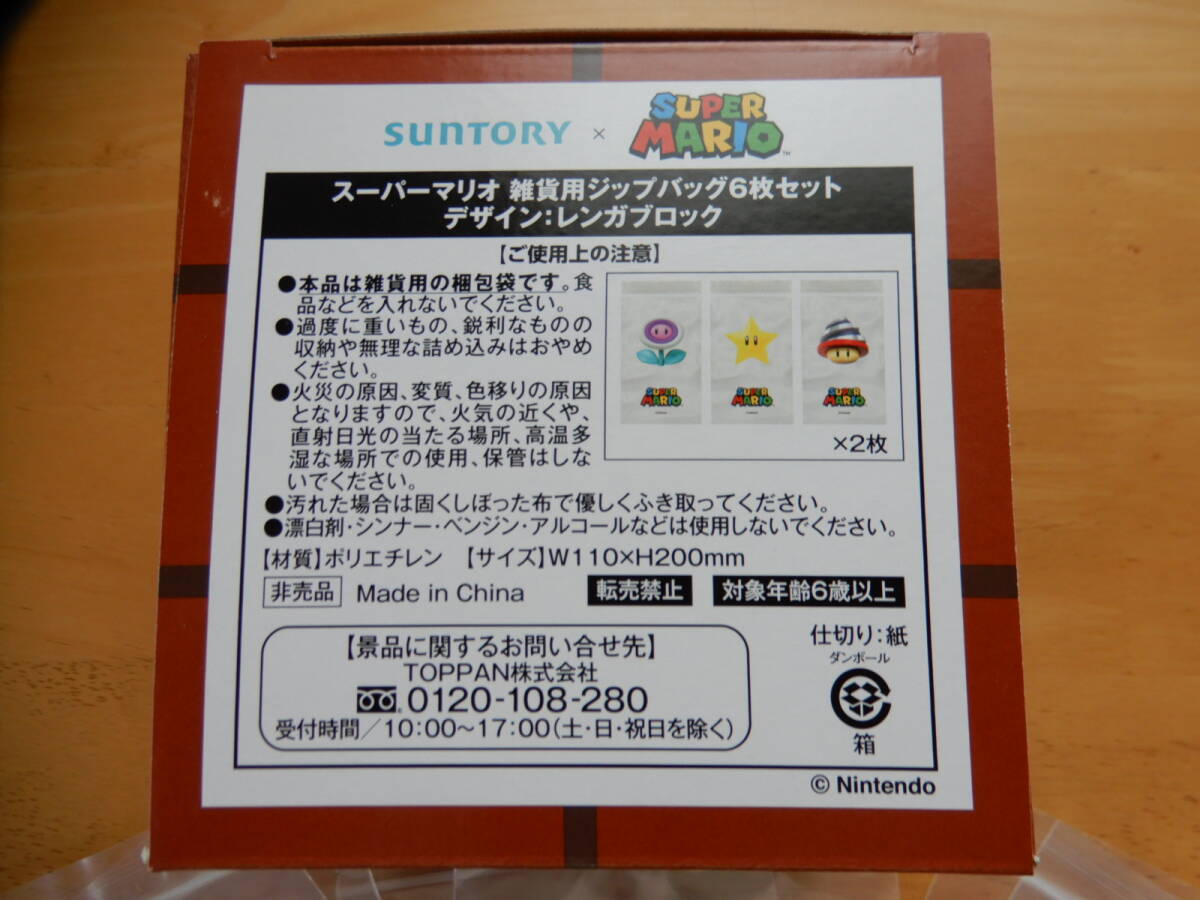 SUNTORY × SUPER MARIO™
スーパーマリオ 雑貨用ジップバッグ6枚セット
デザイン:レンガブロック
【ご使用上の注意】
●本品は雑貨用の梱包袋です。食
品などを入れないでください。
●過度に重いもの、鋭利なものの
収納や無理な詰め込みはおやめ
ください。
●火災の原因、変質、色移りの原因
となりますので、火気の近くや、
直射日光の当たる場所、高温多
湿な場所での使用、保管はしな
いでください。
SUPER MARIO SUPER MARIO SUPER MARIO
×2枚
●汚れた場合は固くしぼった布で優しくふき取ってください。
●漂白剤・シンナー・ベンジン・アルコールなどは使用しないでください。
【材質】ポリエチレン 【サイズ】W110×H200mm
非売品 Made in China 転売禁止 対象年齢6歳以上
【景品に関するお問い合せ先】
TOPPAN株式会社
0120-108-280
受付時間/10:00〜17:00(土・日・祝日を除く)
仕切り:紙
ダンボール
箱
© Nintendo